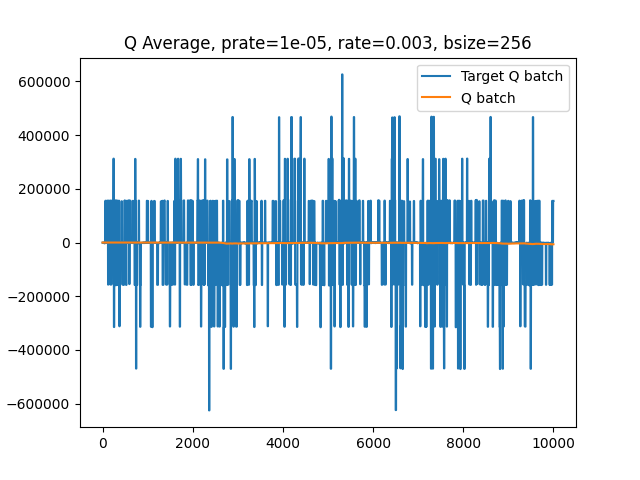 Q Average, prate=1e-05, rate=0.003, bsize=256
Target Q batch
Q batch
600000
400000
200000
0
−200000
−400000
−600000
0 2000 4000 6000 8000 10000